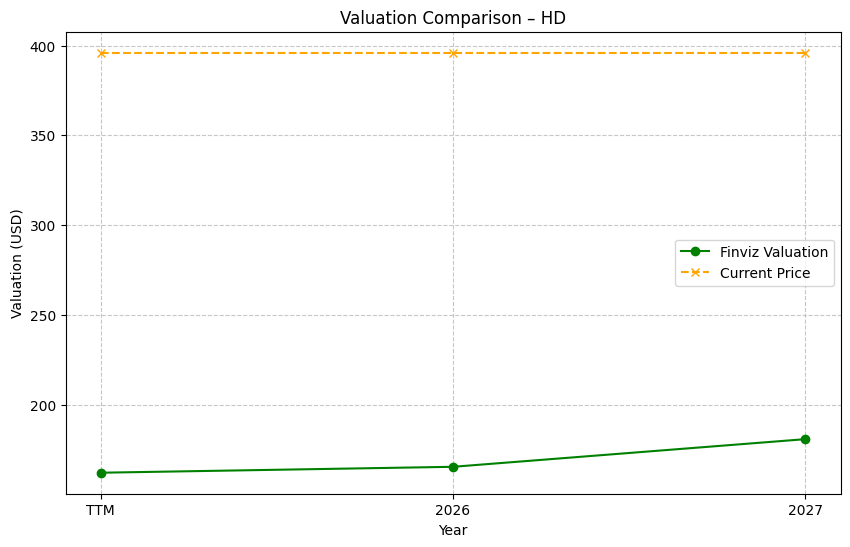 Valuation Comparison – HD
400
350
300
250
200
Valuation (USD)
Finviz Valuation
Current Price
TTM
2026
2027
Year